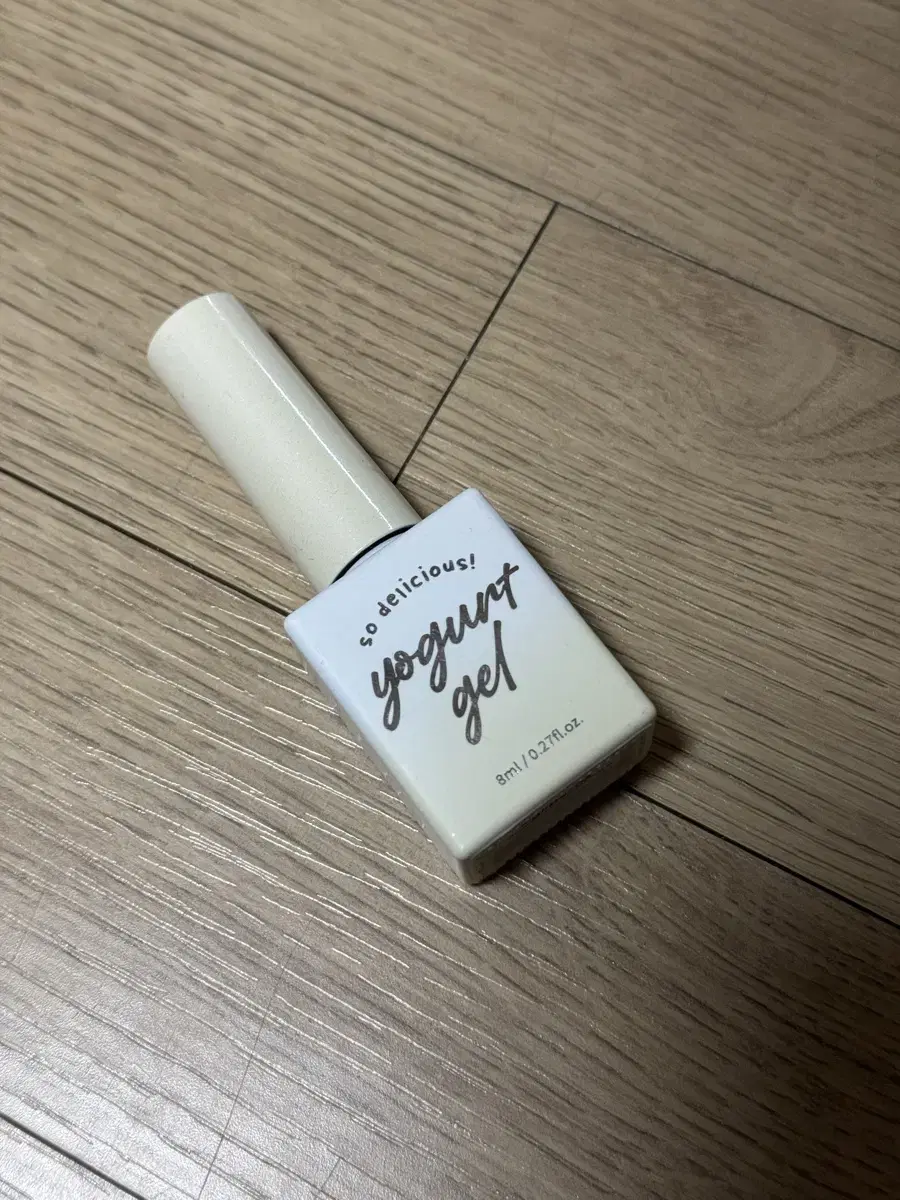 so delicious!
yogurt
gel
8ml / 0.27fl.oz.